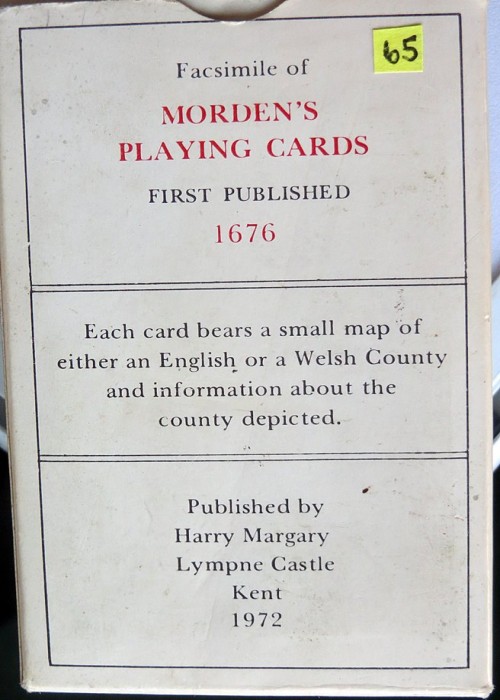 65
Facsimile of
MORDEN'S
PLAYING CARDS
FIRST PUBLISHED
1676
Each card bears a small map of
either an English or a Welsh County
and information about the
county depicted.
Published by
Harry Margary
Lympne Castle
Kent
1972